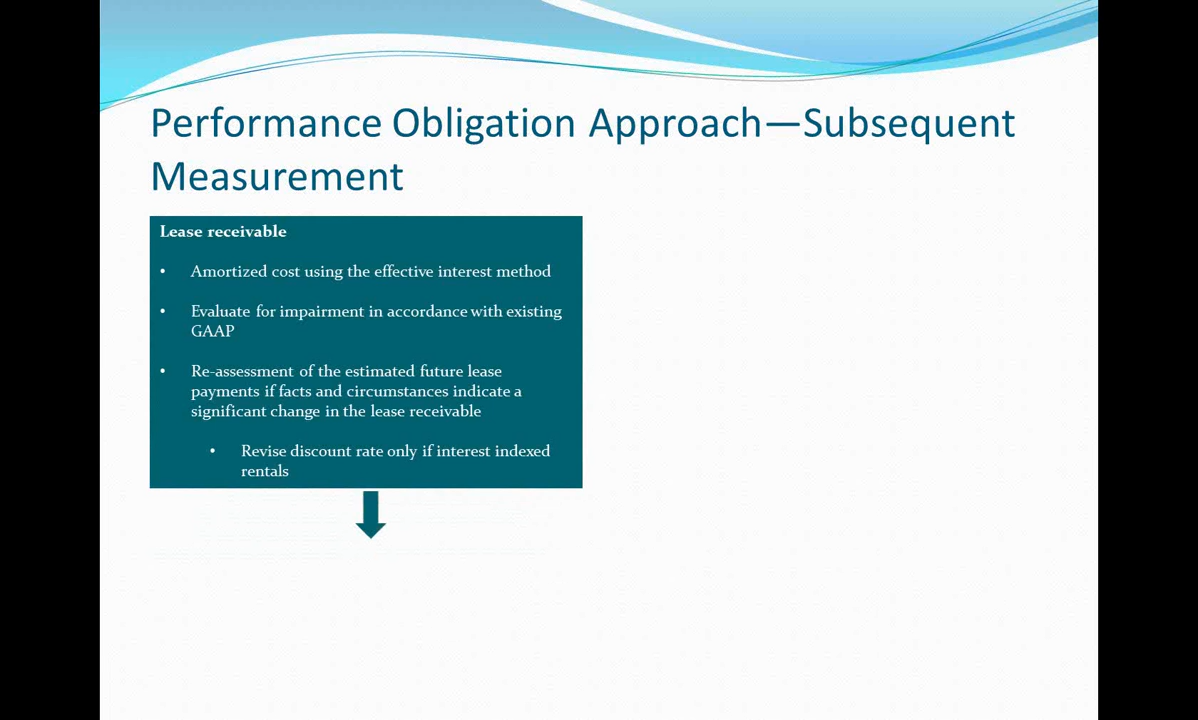 Performance Obligation Approach—Subsequent
Measurement
Lease receivable
• Amortized cost using the effective interest method
• Evaluate for impairment in accordance with existing
GAAP
• Re-assessment of the estimated future lease
payments if facts and circumstances indicate a
significant change in the lease receivable
• Revise discount rate only if interest indexed
rentals